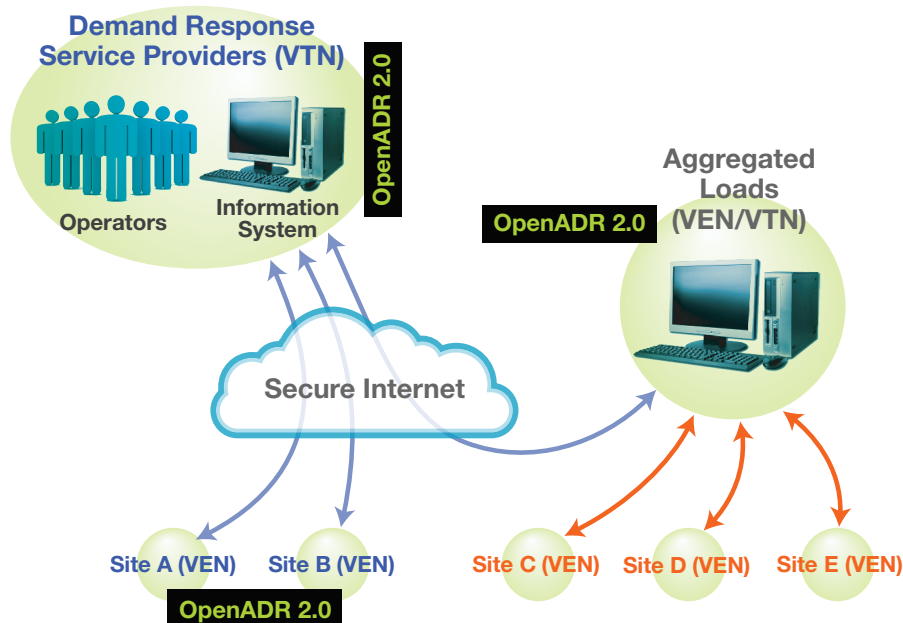 Demand Response
Service Providers (VTN)
OpenADR 2.0
Operators
Information
System
Aggregated
Loads
(VEN/VTN)
OpenADR 2.0
Secure Internet
Site A (VEN)
Site B (VEN)
Site C (VEN)
Site D (VEN)
Site E (VEN)
OpenADR 2.0